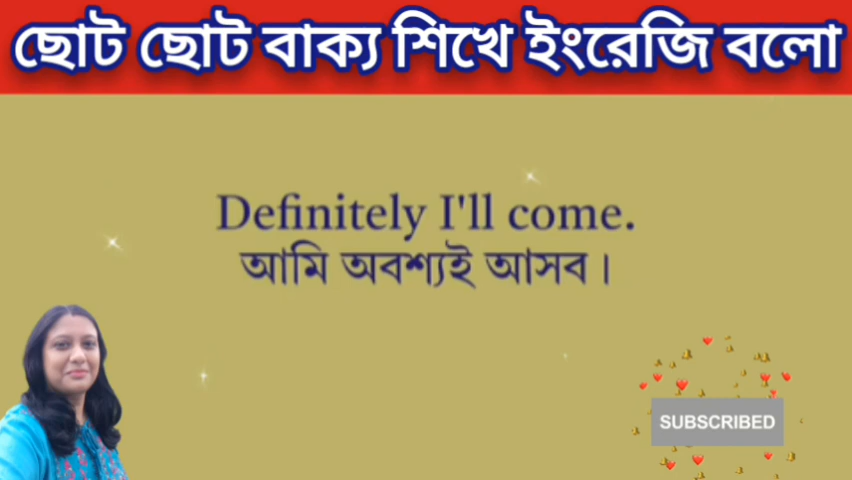 ছোট ছোট বাক্য শিখে ইংরেজি বলো
Definitely I'll come.
আমি অবশ্যই আসব।
SUBSCRIBED